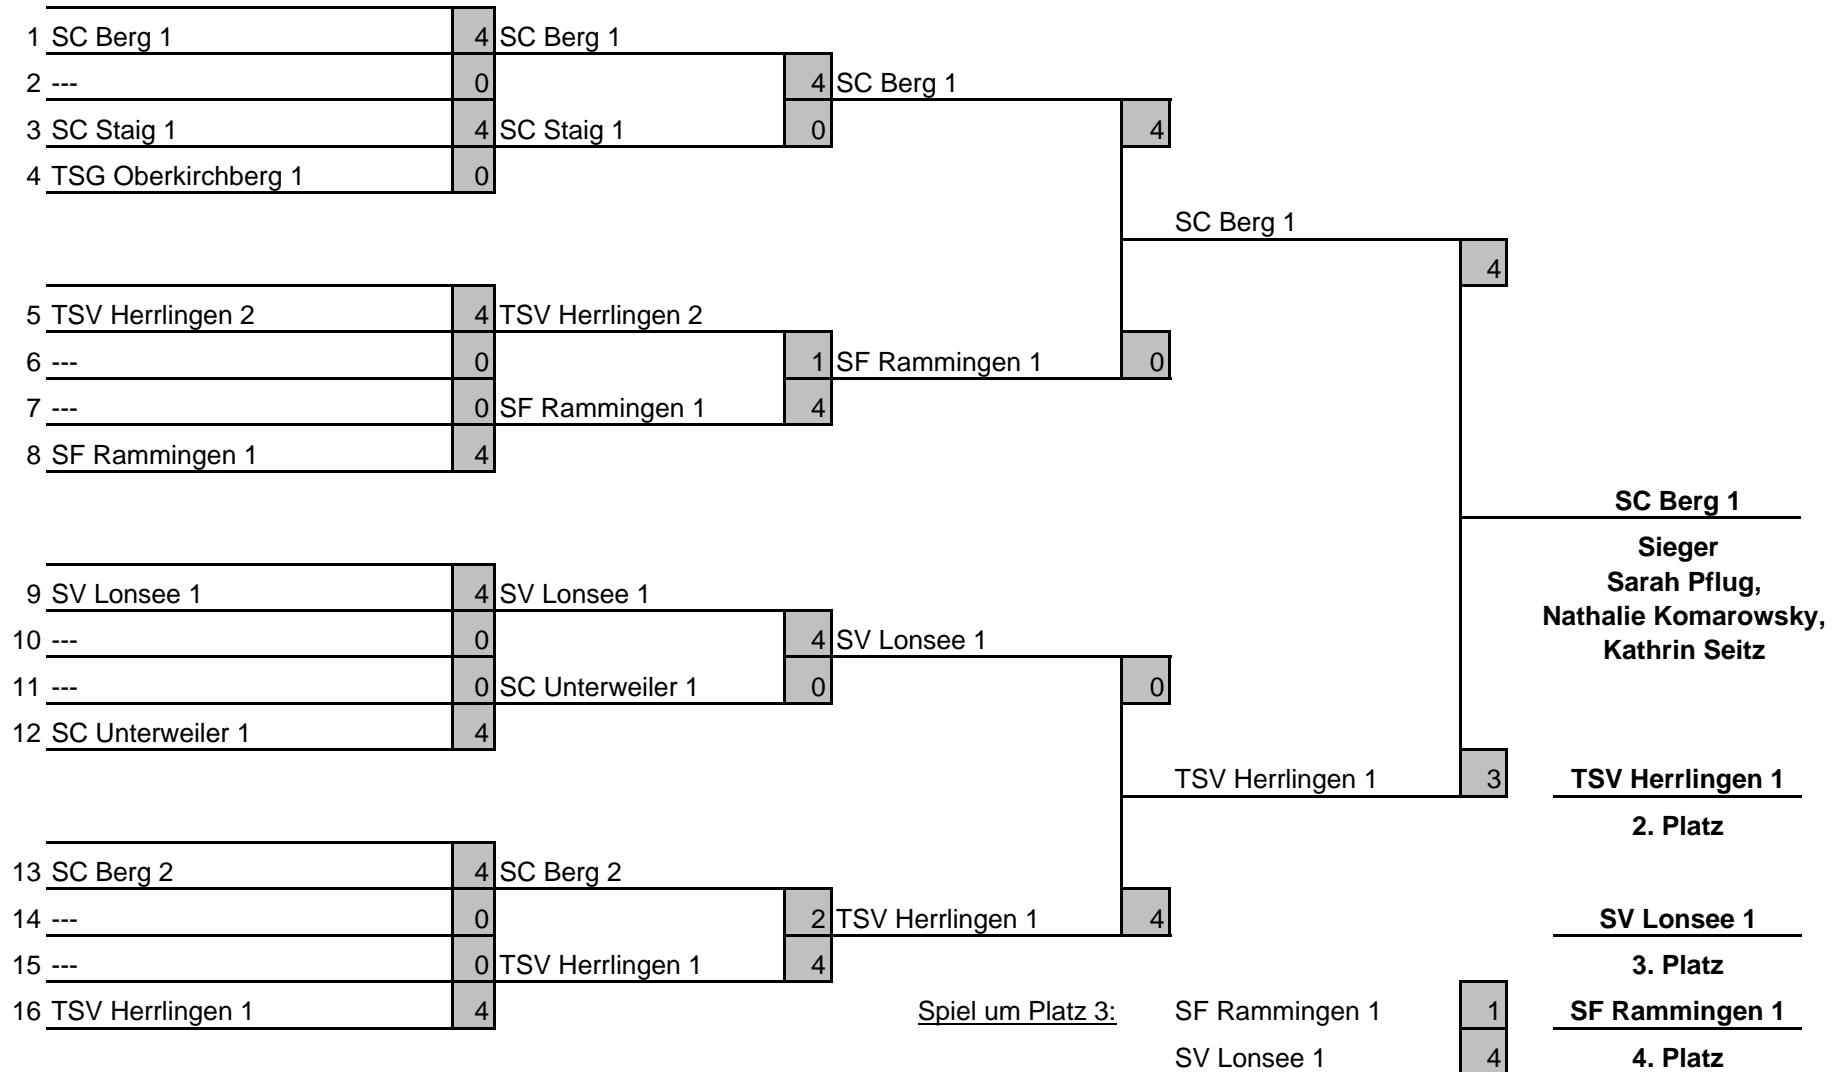 1 SC Berg 1 4 SC Berg 1
2 --- 0 4 SC Berg 1
3 SC Staig 1 4 SC Staig 1 0 4
4 TSG Oberkirchberg 1 0
SC Berg 1
4
5 TSV Herrlingen 2 4 TSV Herrlingen 2
6 --- 0 1 SF Rammingen 1 0
7 --- 0 SF Rammingen 1 4
8 SF Rammingen 1 4
SC Berg 1
Sieger
9 SV Lonsee 1 4 SV Lonsee 1 Sarah Pflug,
Nathalie Komarowsky,
10 --- 0 4 SV Lonsee 1
Kathrin Seitz
11 --- 0 SC Unterweiler 1 0 0
12 SC Unterweiler 1 4
TSV Herrlingen 1 3 TSV Herrlingen 1
2. Platz
13 SC Berg 2 4 SC Berg 2
14 --- 0 2 TSV Herrlingen 1 4 SV Lonsee 1
15 --- 0 TSV Herrlingen 1 4 3. Platz
16 TSV Herrlingen 1 4 Spiel um Platz 3: SF Rammingen 1 1 SF Rammingen 1
SV Lonsee 1 4 4. Platz